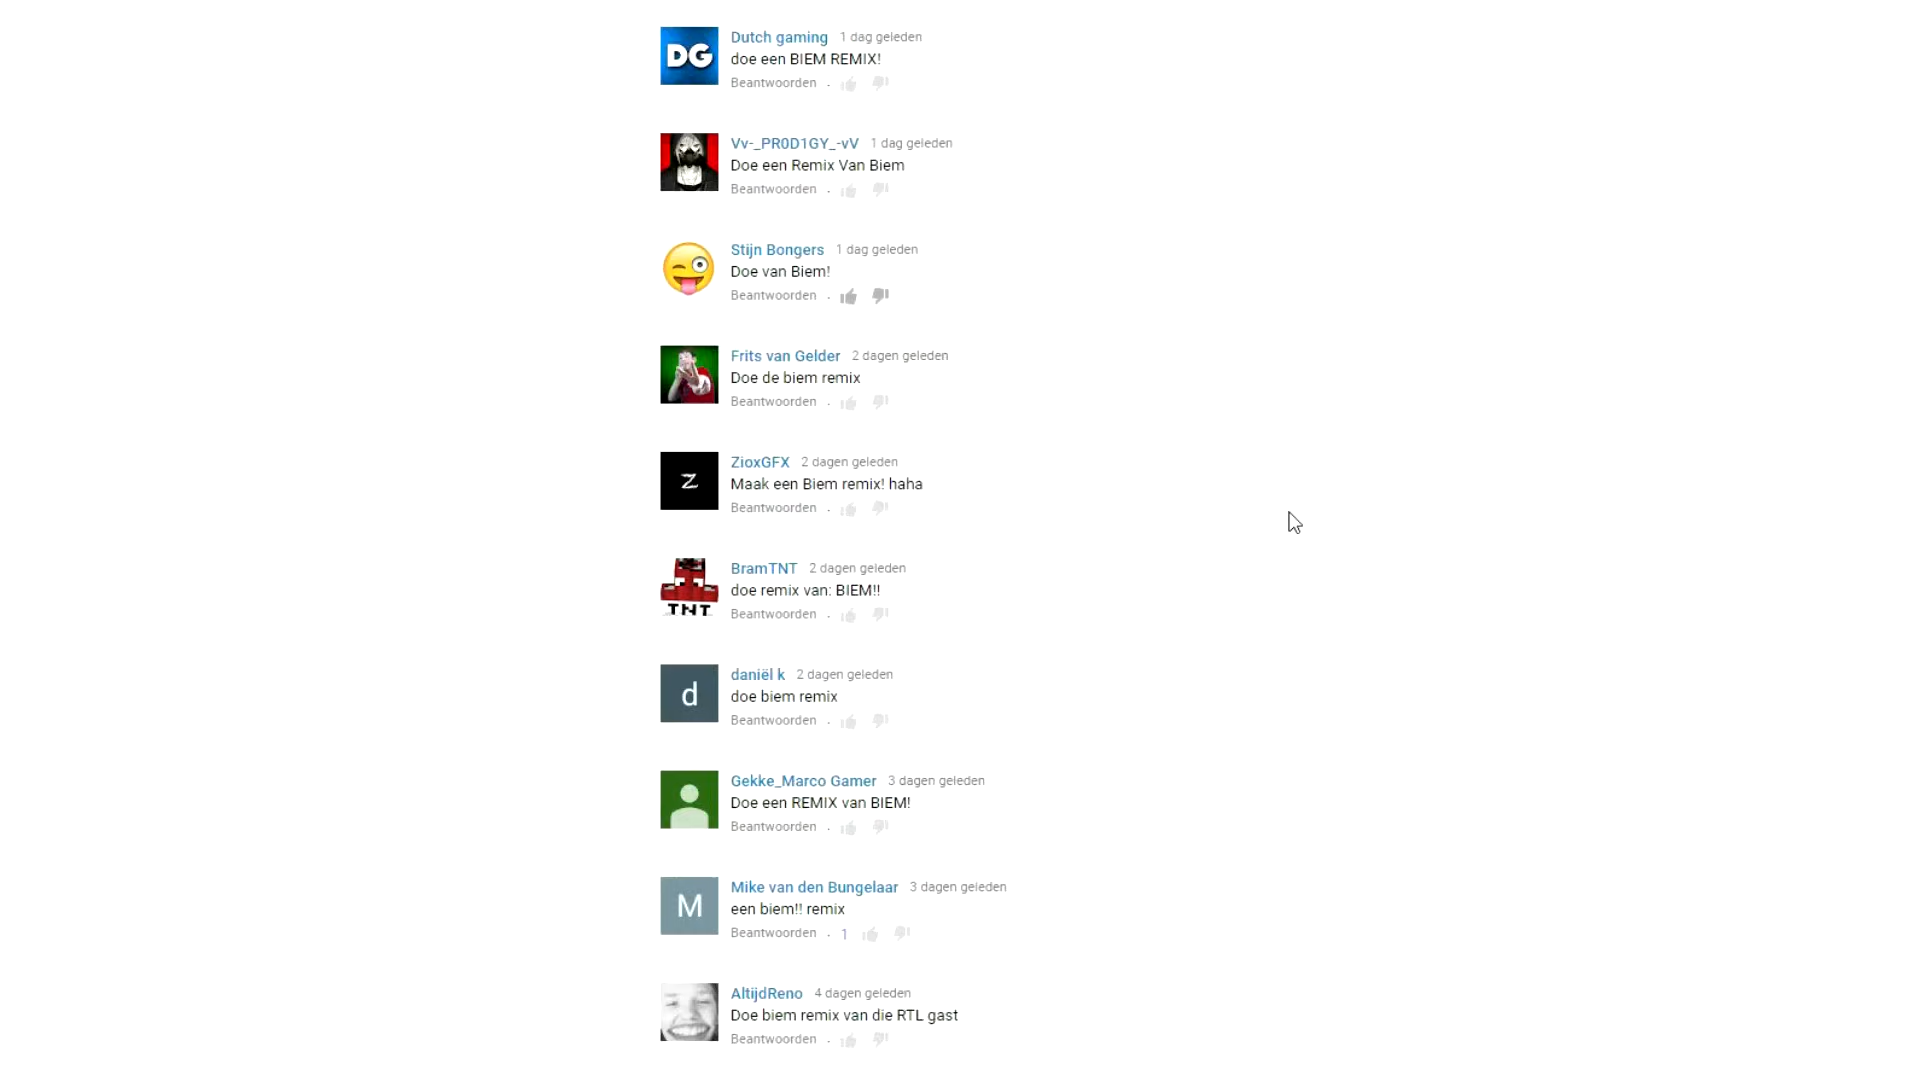 DG
Dutch gaming 1 dag geleden
doe een BIEM REMIX!
Beantwoorden .
Vv-_PR0D1GY_-vV 1 dag geleden
Doe een Remix Van Biem
Beantwoorden .
Stijn Bongers 1 dag geleden
Doe van Biem!
Beantwoorden .
Frits van Gelder 2 dagen geleden
Doe de biem remix
Beantwoorden .
Z
ZioxGFX 2 dagen geleden
Maak een Biem remix! haha
Beantwoorden .
TNT
BramTNT 2 dagen geleden
doe remix van: BIEM!!
Beantwoorden .
d
daniël k 2 dagen geleden
doe biem remix
Beantwoorden .
Gekke_Marco Gamer 3 dagen geleden
Doe een REMIX van BIEM!
Beantwoorden .
M
Mike van den Bungelaar 3 dagen geleden
een biem!! remix
Beantwoorden . 1
AltijdReno 4 dagen geleden
Doe biem remix van die RTL gast
Beantwoorden .